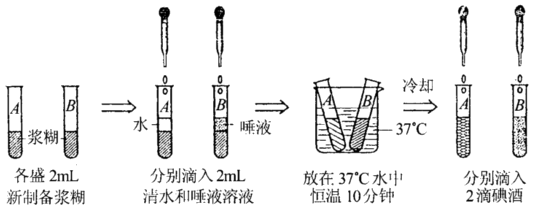 A B
浆糊
各盛 2mL
新制备浆糊
A B
水
唾液
分别滴入 2mL
清水和唾液溶液
A B
37°C
放在 37°C 水中
恒温 10分钟
冷却
A B
分别滴入
2滴碘酒